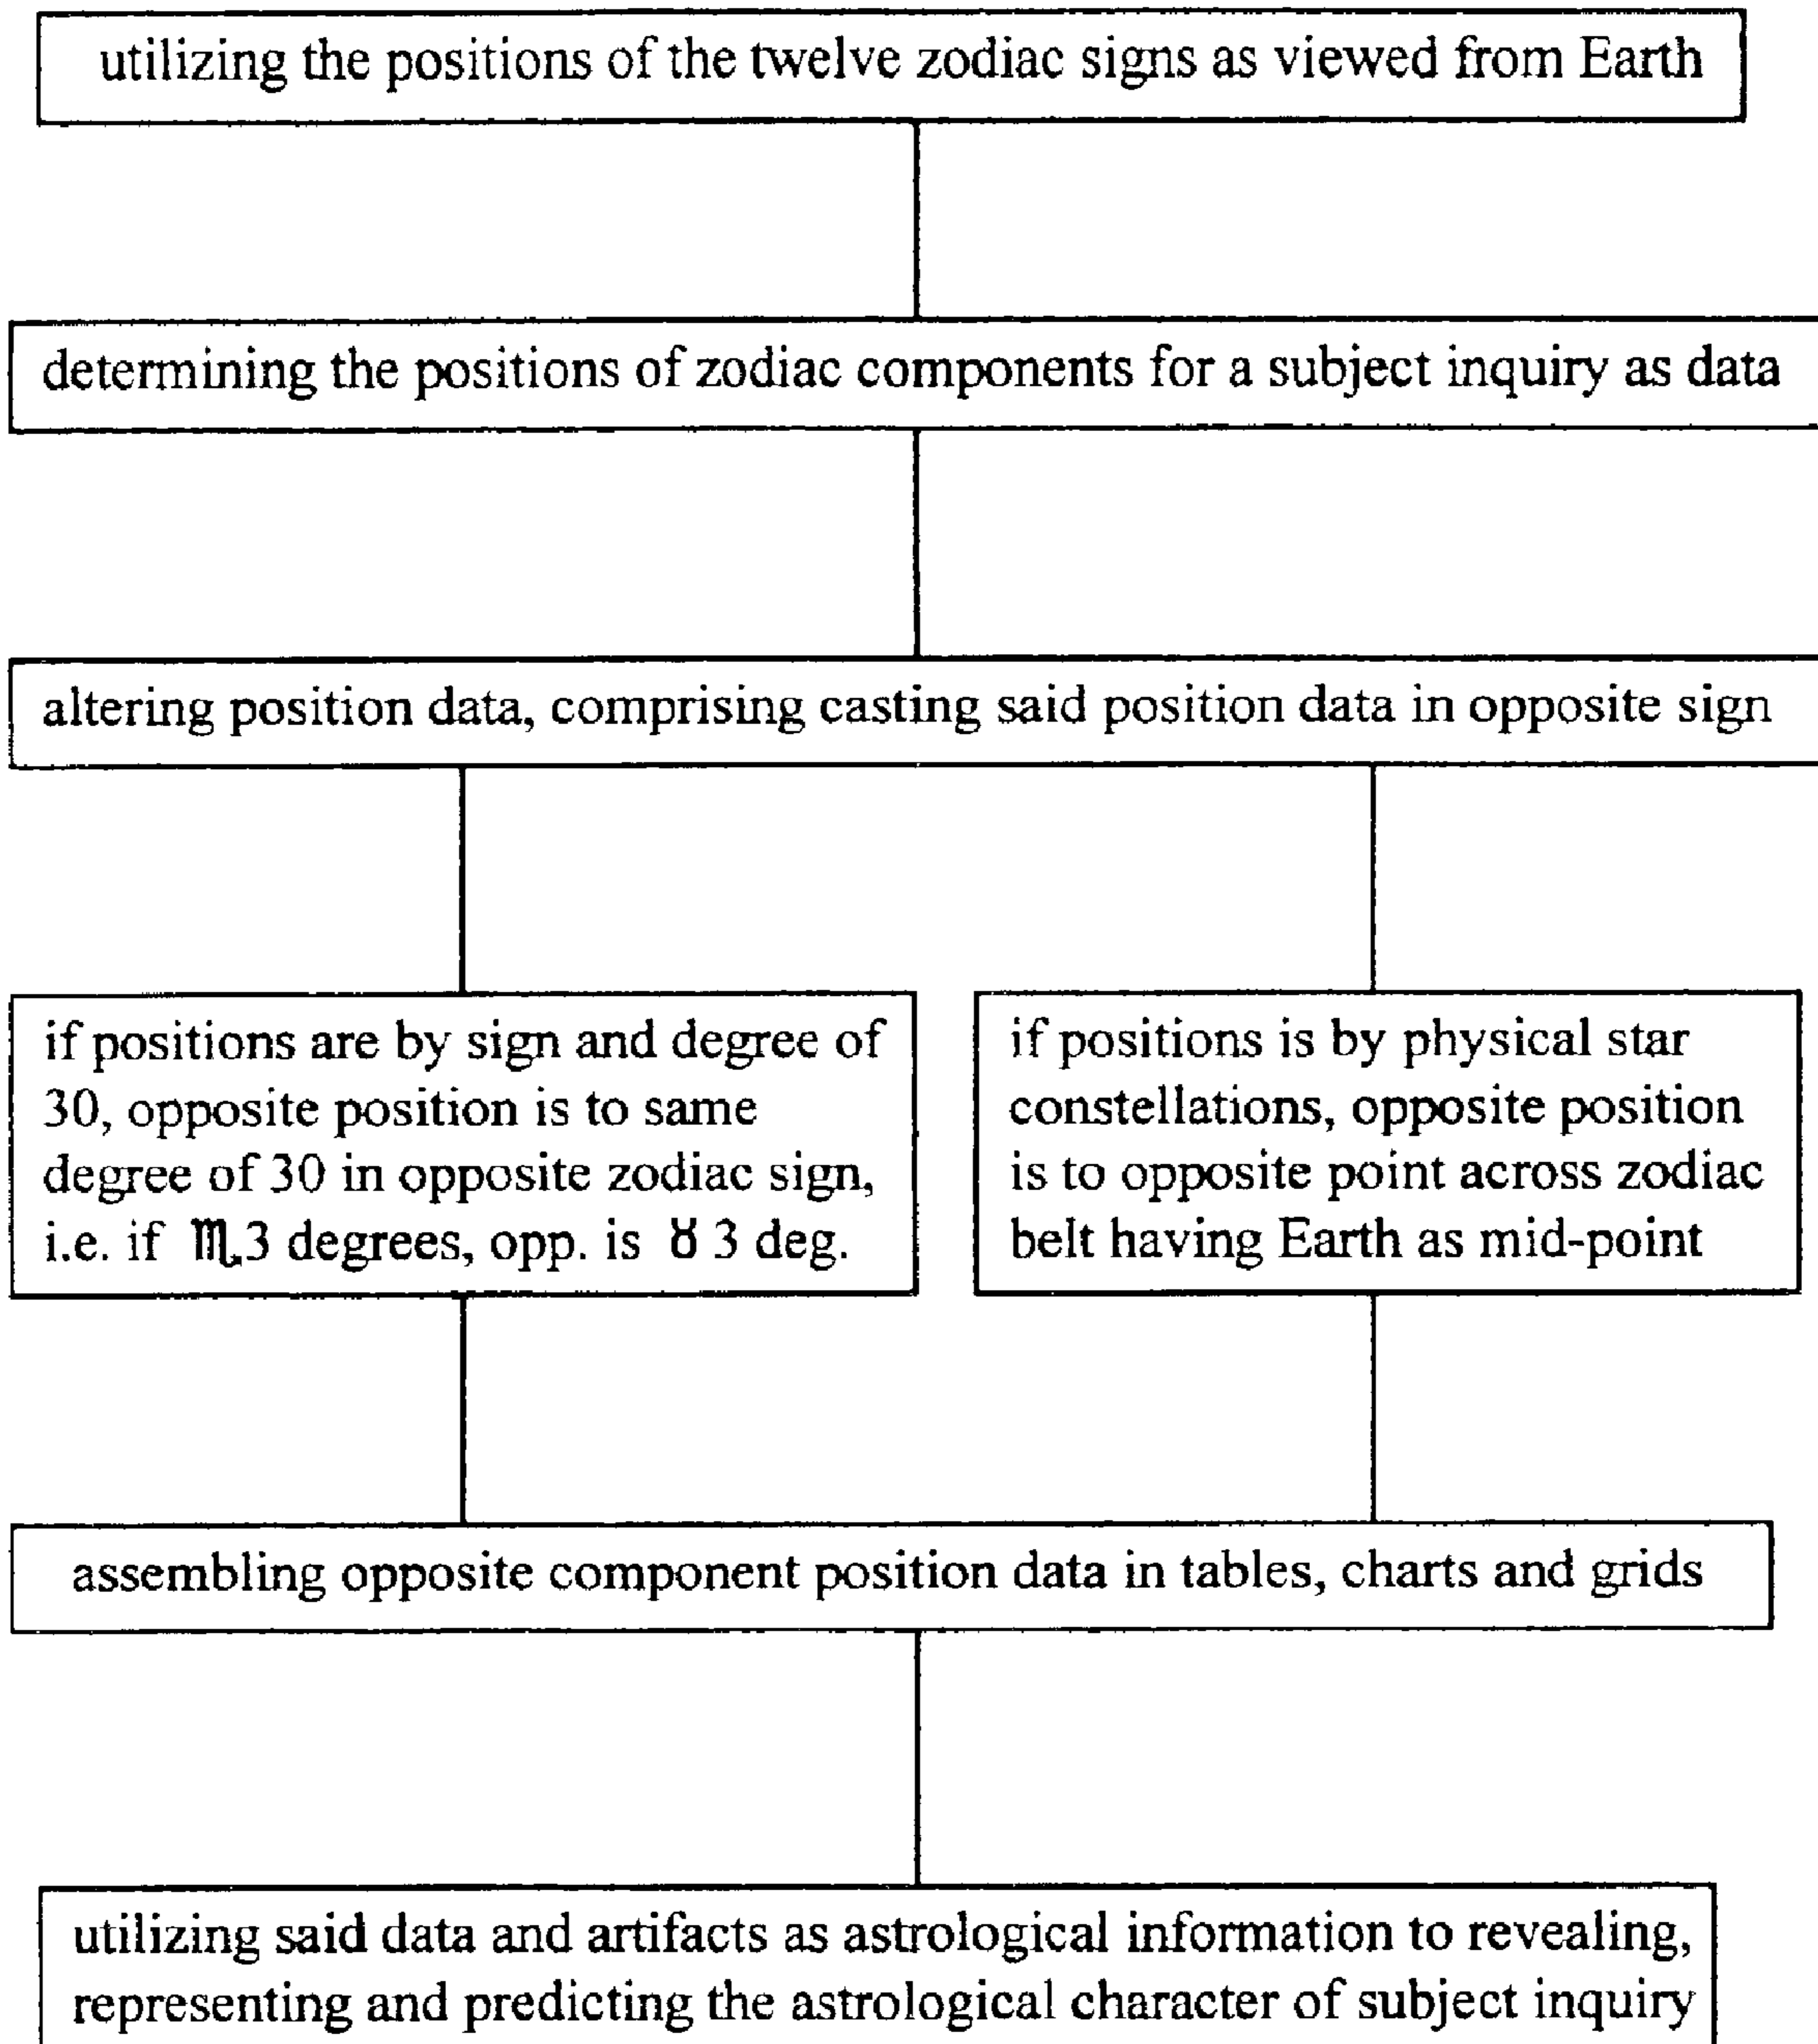 utilizing the positions of the twelve zodiac signs as viewed from Earth
determining the positions of zodiac components for a subject inquiry as data
altering position data, comprising casting said position data in opposite sign
if positions are by sign and degree of
30, opposite position is to same
degree of 30 in opposite zodiac sign,
i.e. if ♏3 degrees, opp. is ♉ 3 deg.
if positions is by physical star
constellations, opposite position
is to opposite point across zodiac
belt having Earth as mid-point
assembling opposite component position data in tables, charts and grids
utilizing said data and artifacts as astrological information to revealing,
representing and predicting the astrological character of subject inquiry